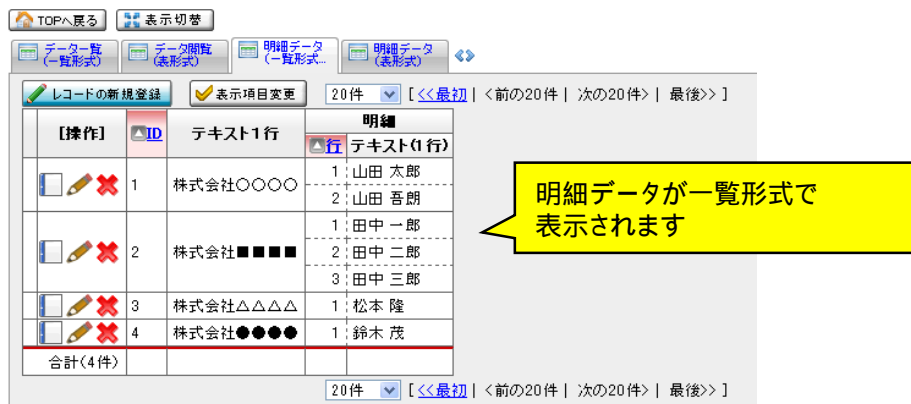 TOPへ戻る 表示切替
データ一覧
(一覧形式)
データ閲覧
(表形式)
明細データ
(一覧形式...
明細データ
(表形式)
レコードの新規登録 表示項目変更 20件 [ <<最初 | <前の20件 | 次の20件> | 最後>> ]
[操作] ID テキスト1行 明細
行 テキスト(1行)
1 株式会社○○○○ 1 山田 太郎
2 山田 吾朗
2 株式会社■■■■ 1 田中 一郎
2 田中 二郎
3 田中 三郎
3 株式会社△△△△ 1 松本 隆
4 株式会社●●●● 1 鈴木 茂
合計(4件)
20件 [ <<最初 | <前の20件 | 次の20件> | 最後>> ]
明細データが一覧形式で
表示されます